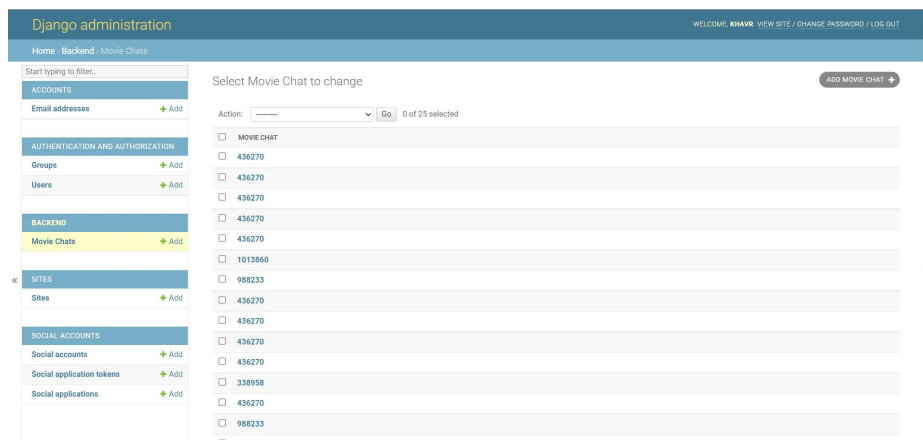 Django administration
WELCOME, KHAVR. VIEW SITE / CHANGE PASSWORD / LOG OUT
Home › Backend › Movie Chats
Start typing to filter...
ACCOUNTS
Email addresses + Add
AUTHENTICATION AND AUTHORIZATION
Groups + Add
Users + Add
BACKEND
Movie Chats + Add
«
SITES
Sites + Add
SOCIAL ACCOUNTS
Social accounts + Add
Social application tokens + Add
Social applications + Add
Select Movie Chat to change
ADD MOVIE CHAT +
Action: --------- Go 0 of 25 selected
MOVIE CHAT
436270
436270
436270
436270
436270
1013860
988233
436270
436270
436270
436270
338958
436270
988233